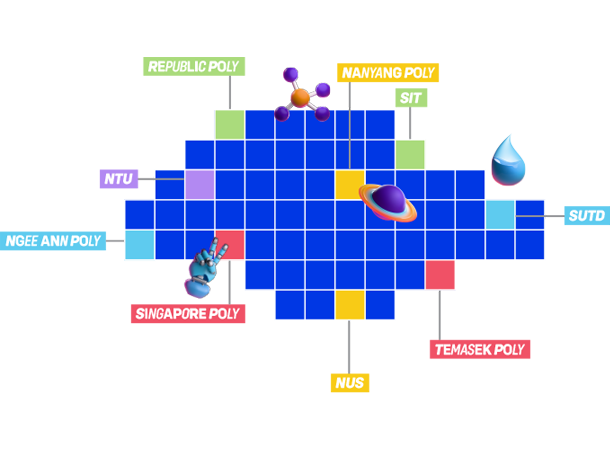 REPUBLIC POLY
NANYANG POLY
SIT
NTU
SUTD
NGEE ANN POLY
SINGAPORE POLY
TEMASEK POLY
NUS